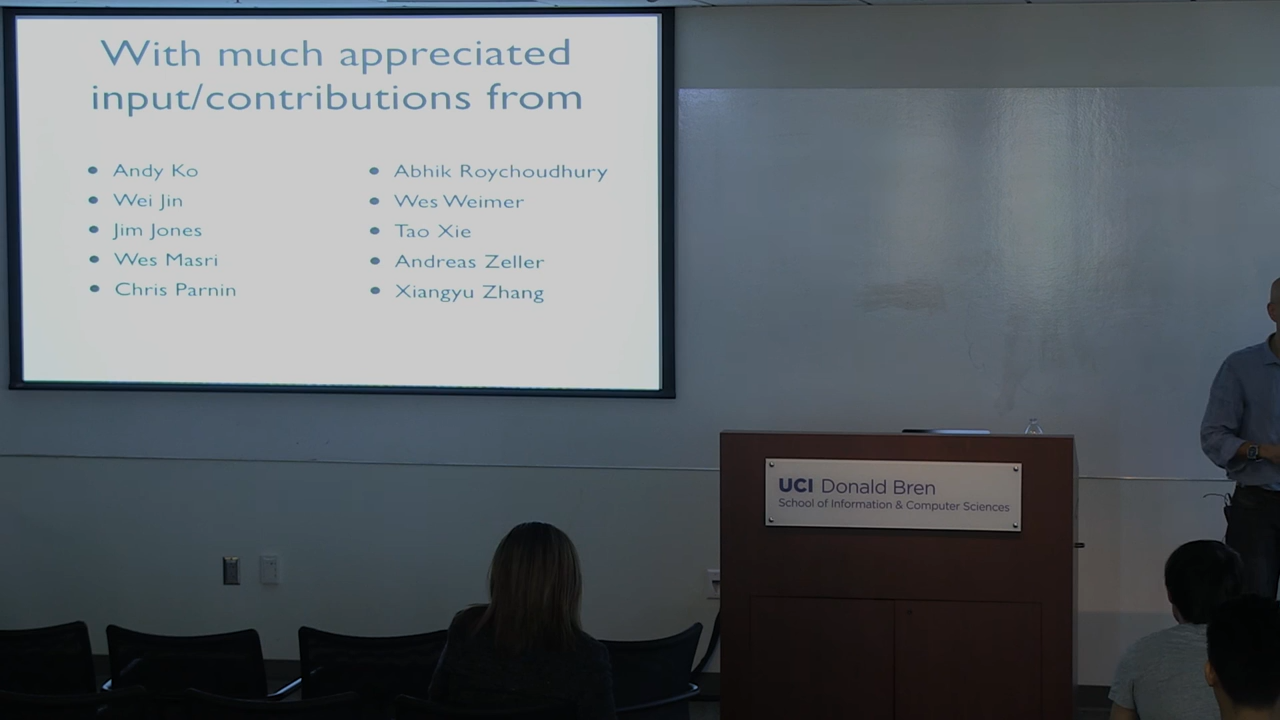 With much appreciated
input/contributions from
• Andy Ko
• Wei Jin
• Jim Jones
• Wes Masri
• Chris Parnin
• Abhik Roychoudhury
• Wes Weimer
• Tao Xie
• Andreas Zeller
• Xiangyu Zhang
UCI Donald Bren
School of Information & Computer Sciences